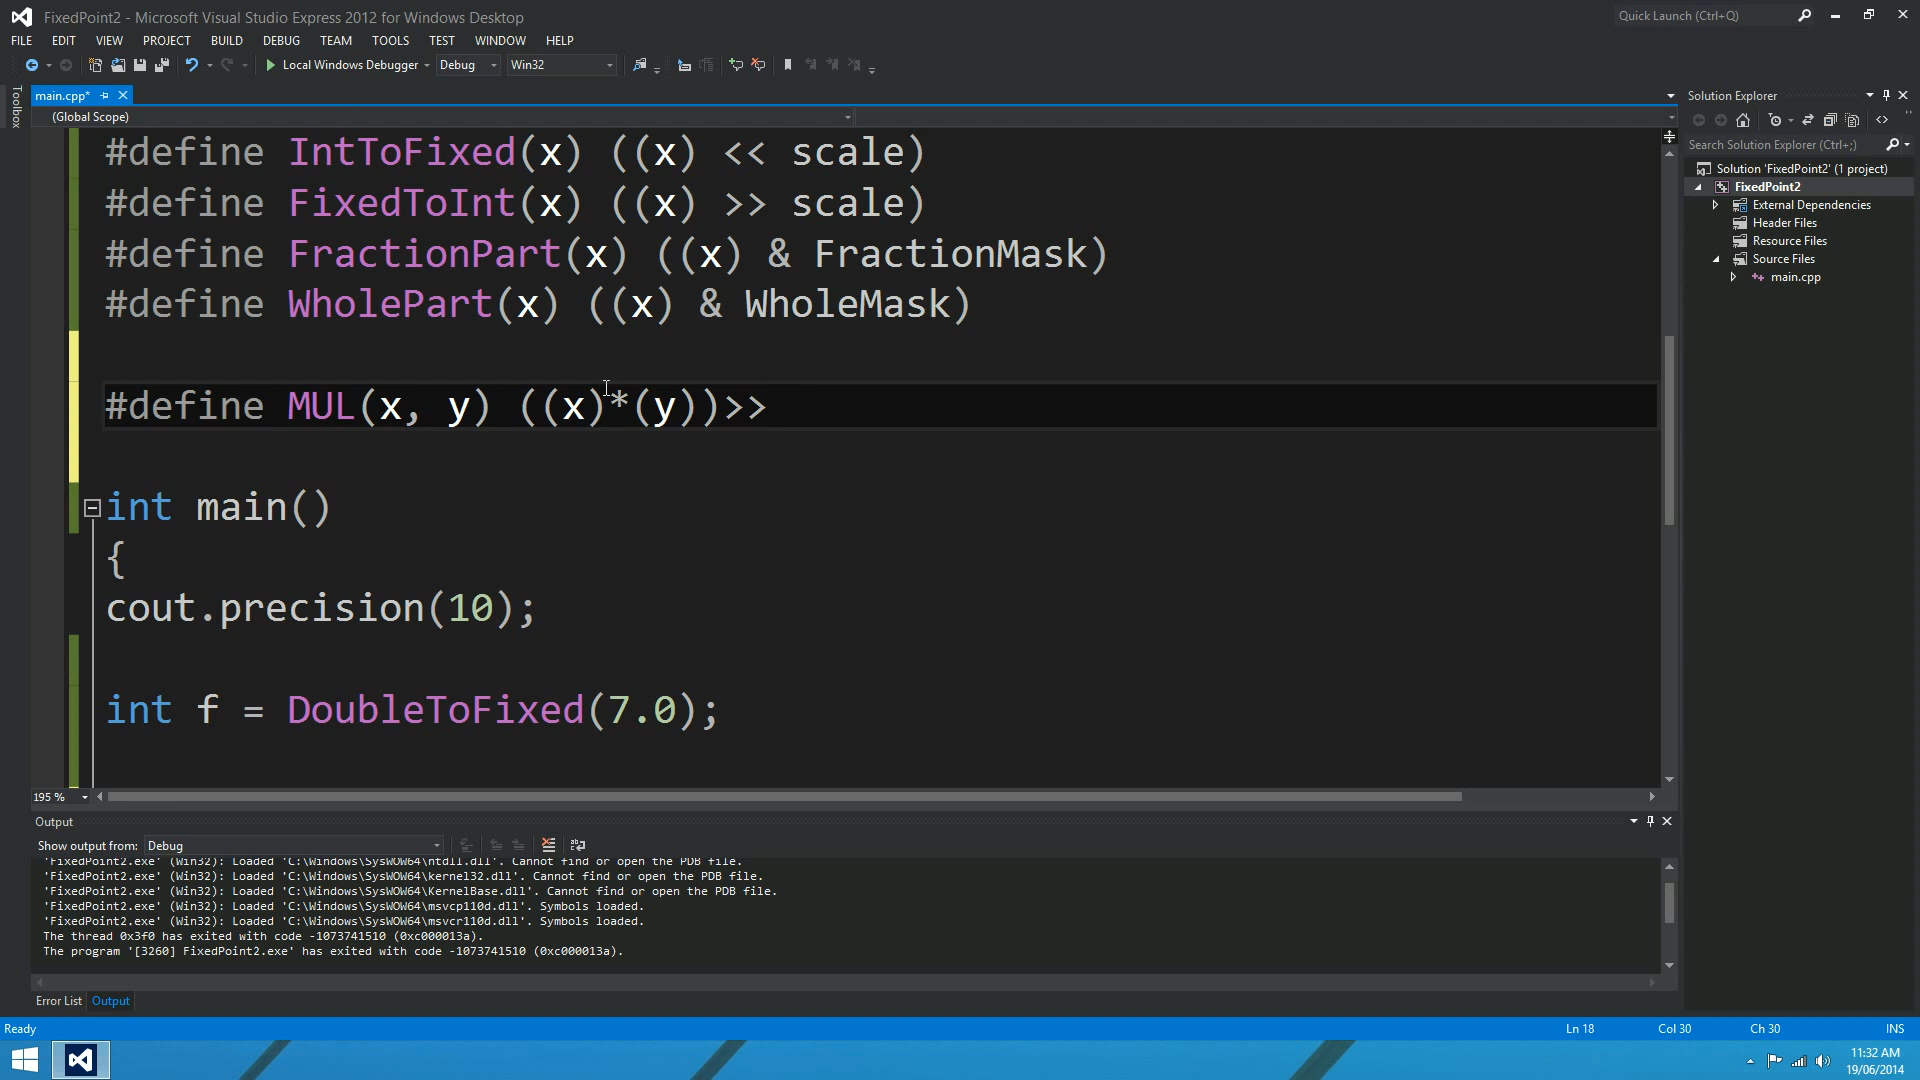 FixedPoint2 - Microsoft Visual Studio Express 2012 for Windows Desktop
Quick Launch (Ctrl+Q)
FILE EDIT VIEW PROJECT BUILD DEBUG TEAM TOOLS TEST WINDOW HELP
Local Windows Debugger Debug Win32
Toolbox
main.cpp*
(Global Scope)
#define IntToFixed(x) ((x) << scale)
#define FixedToInt(x) ((x) >> scale)
#define FractionPart(x) ((x) & FractionMask)
#define WholePart(x) ((x) & WholeMask)
#define MUL(x, y) ((x)*(y))>>
int main()
{
cout.precision(10);
int f = DoubleToFixed(7.0);
195 %
Solution Explorer
Search Solution Explorer (Ctrl+;)
Solution 'FixedPoint2' (1 project)
FixedPoint2
External Dependencies
Header Files
Resource Files
Source Files
main.cpp
Output
Show output from: Debug
'FixedPoint2.exe' (Win32): Loaded 'C:\Windows\SysWOW64\ntdll.dll'. Cannot find or open the PDB file.
'FixedPoint2.exe' (Win32): Loaded 'C:\Windows\SysWOW64\kernel32.dll'. Cannot find or open the PDB file.
'FixedPoint2.exe' (Win32): Loaded 'C:\Windows\SysWOW64\KernelBase.dll'. Cannot find or open the PDB file.
'FixedPoint2.exe' (Win32): Loaded 'C:\Windows\SysWOW64\msvcp110d.dll'. Symbols loaded.
'FixedPoint2.exe' (Win32): Loaded 'C:\Windows\SysWOW64\msvcr110d.dll'. Symbols loaded.
The thread 0x3f0 has exited with code -1073741510 (0xc000013a).
The program '[3260] FixedPoint2.exe' has exited with code -1073741510 (0xc000013a).
Error List Output
Ready Ln 18 Col 30 Ch 30 INS
11:32 AM
19/06/2014